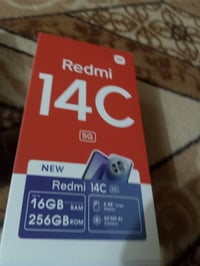 Redmi
14C
5G
NEW
Redmi 14C 5G
16GB RAM
256GB ROM